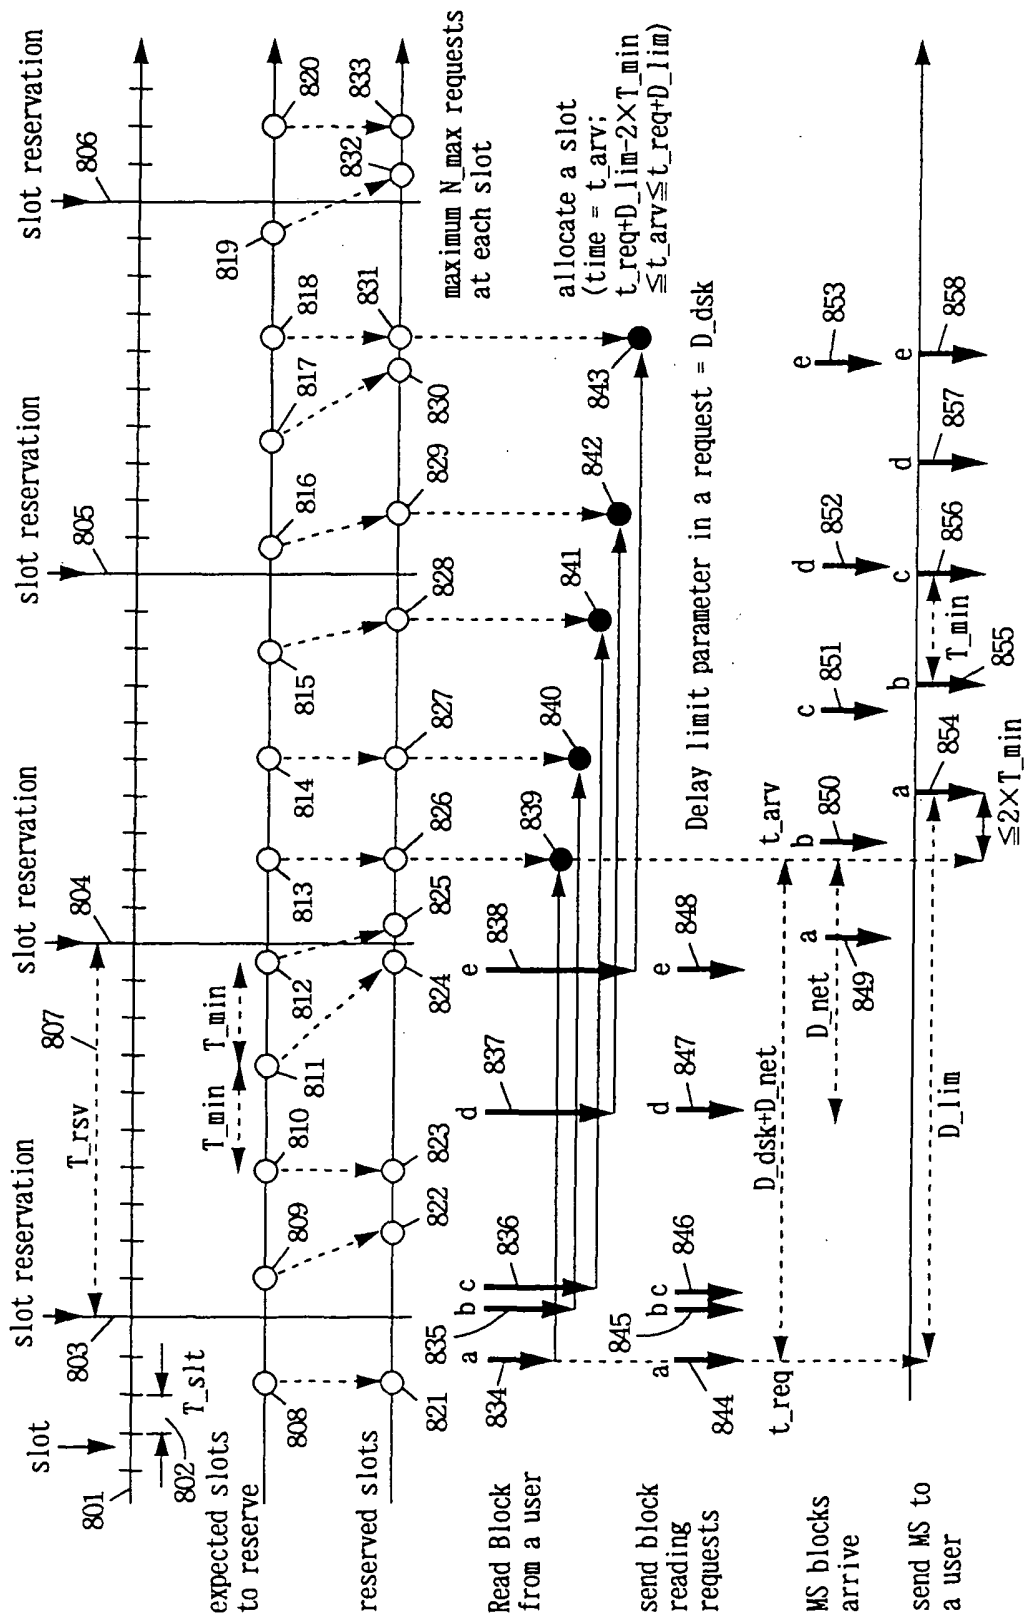 slot
slot reservation
slot reservation
slot reservation
slot reservation
801
802
T_slt
803
T_rsv
807
804
805
806
expected slots
to reserve
808
809
810
T_min
811
T_min
812
813
814
815
816
817
818
819
820
reserved slots
821
822
823
824
825
826
827
828
829
830
831
832
833
maximum N_max requests
at each slot
Read Block
from a user
a
834
835
b
c
836
d
837
e
838
839
840
841
842
843
allocate a slot
(time = t_arv;
t_req+D_lim-2×T_min
≦t_arv≦t_req+D_lim)
send block
reading
requests
a
844
845
b
c
846
d
847
e
848
Delay limit parameter in a request = D_dsk
t_req
D_dsk+D_net
t_arv
MS blocks
arrive
D_net
a
849
b
850
c
851
d
852
e
853
send MS to
a user
D_lim
a
854
b
855
T_min
c
856
d
857
e
858
≦2×T_min